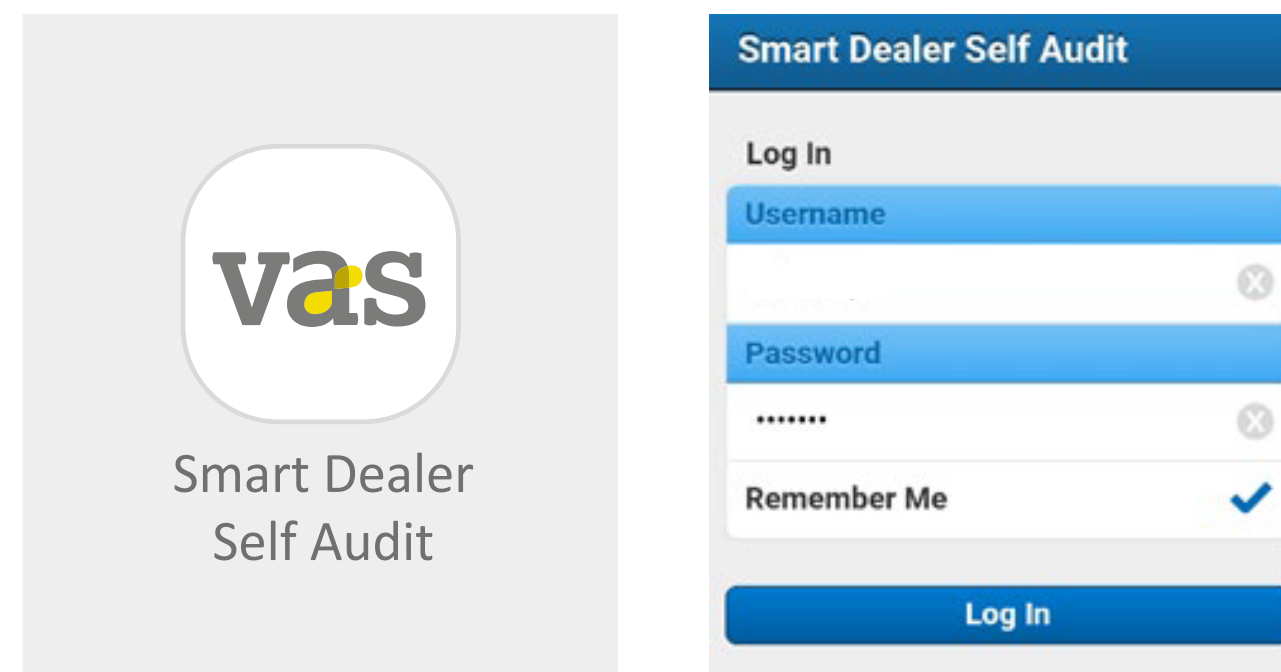 vas
Smart Dealer
Self Audit
Smart Dealer Self Audit
Log In
Username
Password
•••••••
Remember Me
Log In